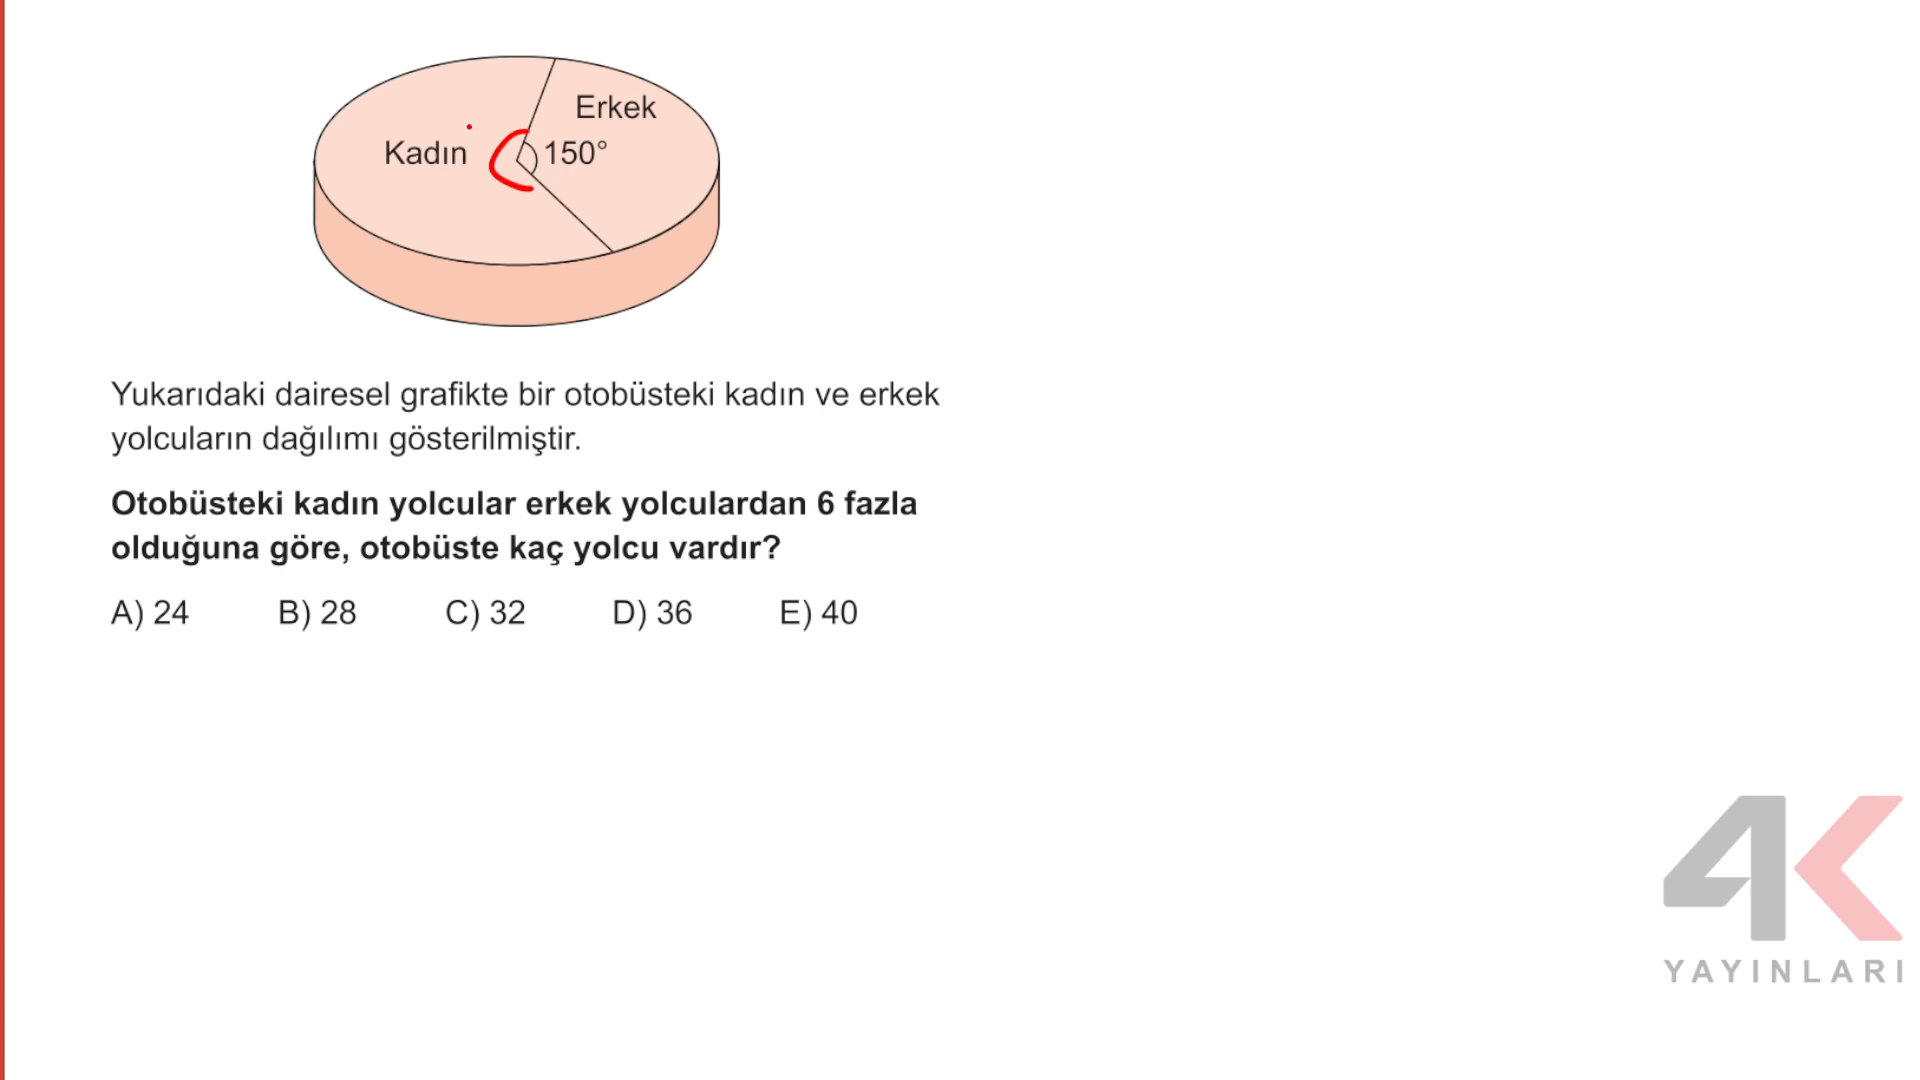 Erkek
Kadın
150°
Yukarıdaki dairesel grafikte bir otobüsteki kadın ve erkek
yolcuların dağılımı gösterilmiştir.
Otobüsteki kadın yolcular erkek yolculardan 6 fazla
olduğuna göre, otobüste kaç yolcu vardır?
A) 24 B) 28 C) 32 D) 36 E) 40
4K
YAYINLARI